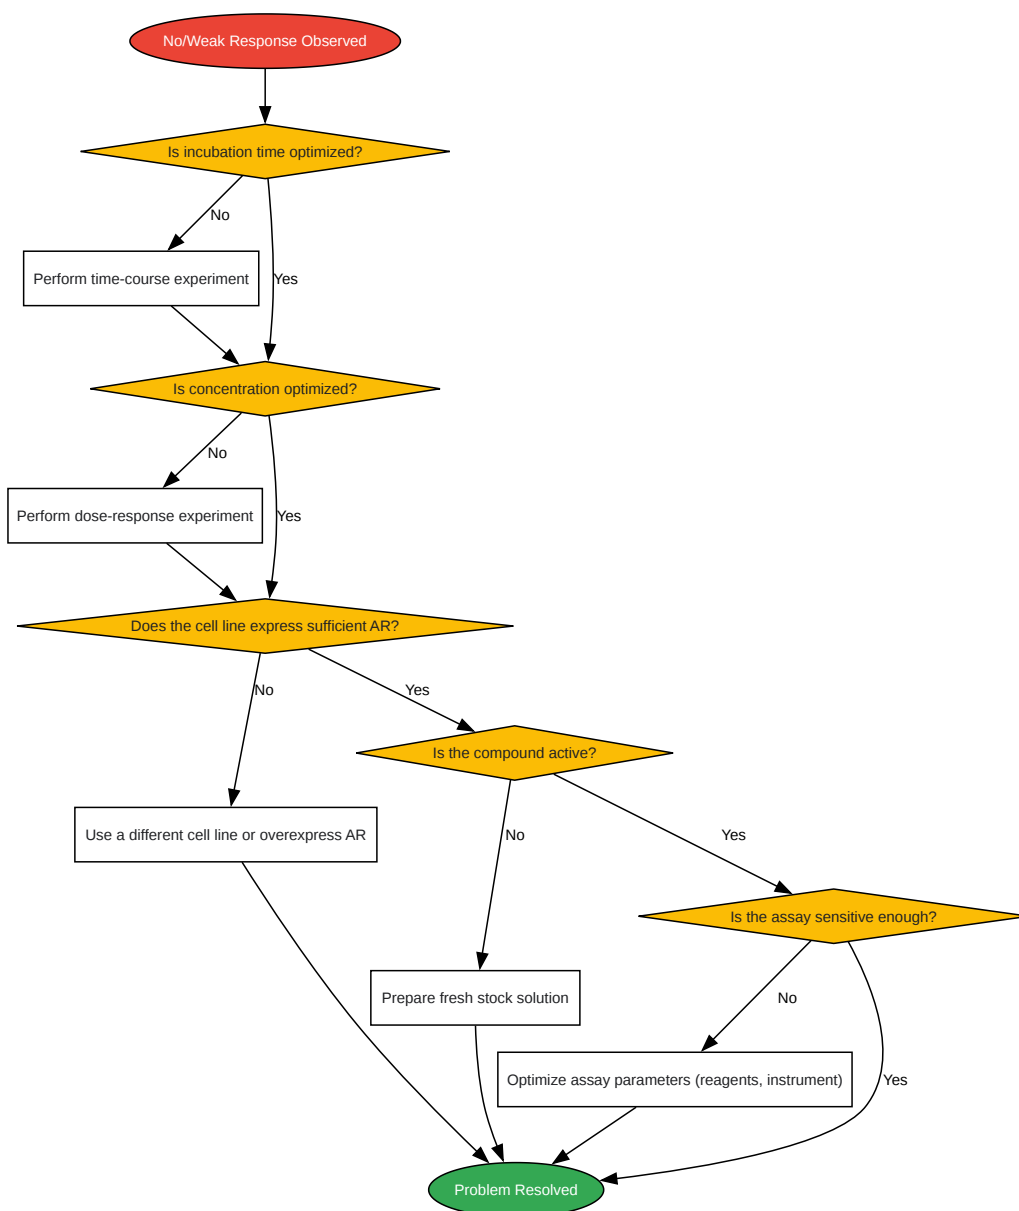 No/Weak Response Observed
Is incubation time optimized?
No
Perform time-course experiment
Yes
Is concentration optimized?
No
Perform dose-response experiment
Yes
Does the cell line express sufficient AR?
No
Yes
Is the compound active?
Use a different cell line or overexpress AR
No
Yes
Is the assay sensitive enough?
Prepare fresh stock solution
No
Optimize assay parameters (reagents, instrument)
Yes
Problem Resolved